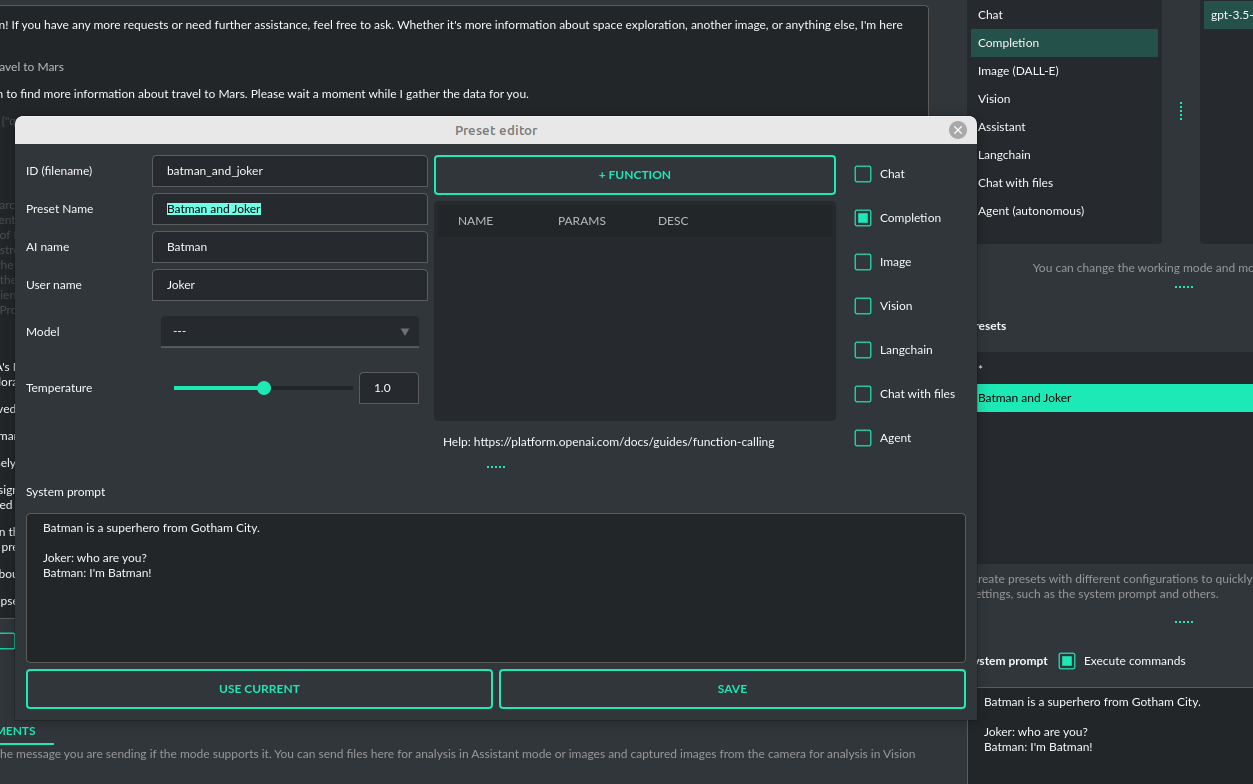 n! If you have any more requests or need further assistance, feel free to ask. Whether it's more information about space exploration, another image, or anything else, I'm here
avel to Mars
n to find more information about travel to Mars. Please wait a moment while I gather the data for you.
Chat
Completion
Image (DALL-E)
Vision
Assistant
Langchain
Chat with files
Agent (autonomous)
gpt-3.5-
You can change the working mode and mo
Preset editor
ID (filename)
batman_and_joker
Preset Name
Batman and Joker
AI name
Batman
User name
Joker
Model
---
Temperature
1.0
+ FUNCTION
NAME PARAMS DESC
Help: https://platform.openai.com/docs/guides/function-calling
Chat
Completion
Image
Vision
Langchain
Chat with files
Agent
System prompt
Batman is a superhero from Gotham City.
Joker: who are you?
Batman: I'm Batman!
USE CURRENT
SAVE
resets
*
Batman and Joker
reate presets with different configurations to quickly
ettings, such as the system prompt and others.
ystem prompt
Execute commands
Batman is a superhero from Gotham City.
Joker: who are you?
Batman: I'm Batman!
MENTS
he message you are sending if the mode supports it. You can send files here for analysis in Assistant mode or images and captured images from the camera for analysis in Vision